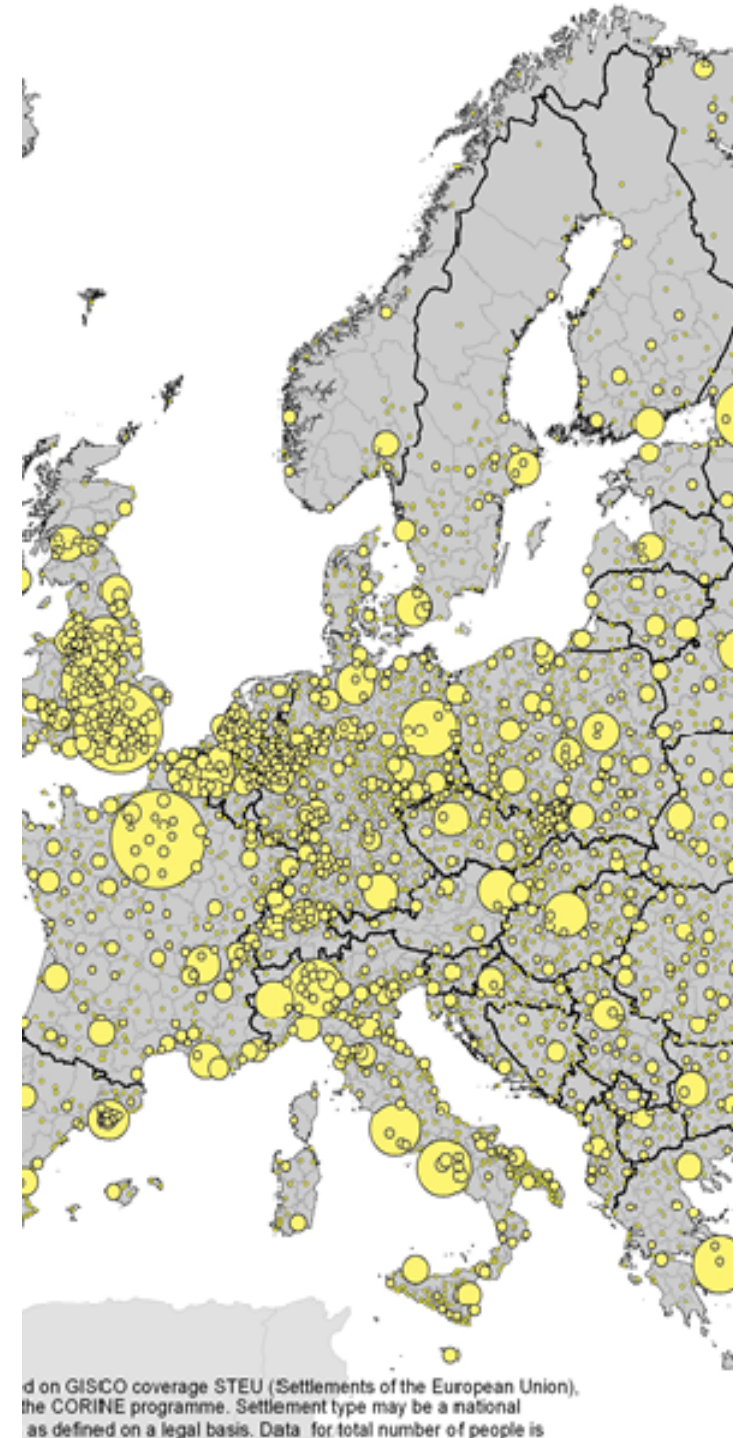 d on GISCO coverage STEU (Settlements of the European Union),
the CORINE programme. Settlement type may be a national
as defined on a legal basis. Data for total number of people is